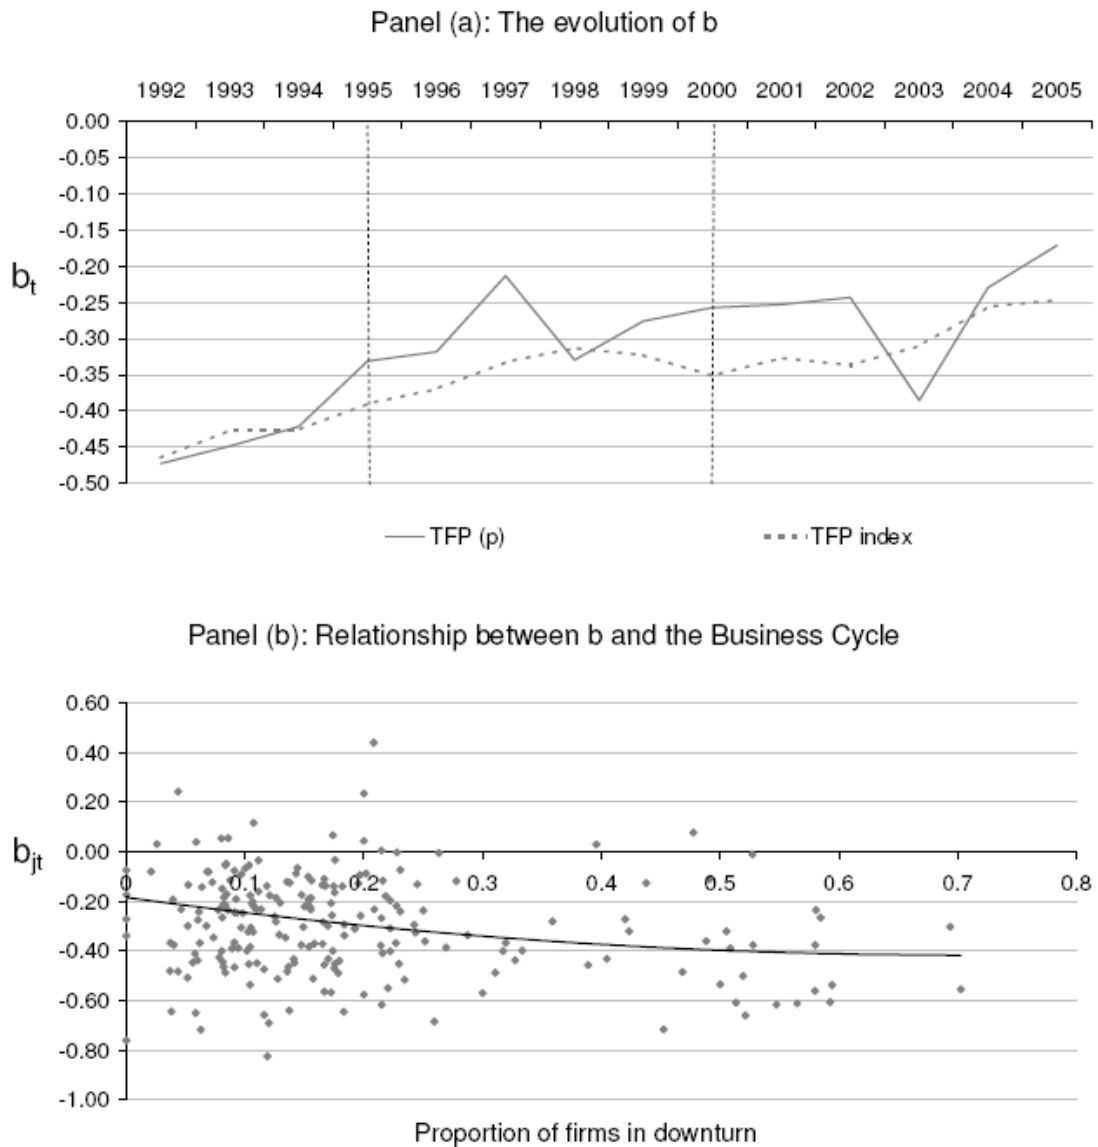 Panel (a): The evolution of b
1992 1993 1994 1995 1996 1997 1998 1999 2000 2001 2002 2003 2004 2005
0.00
-0.05
-0.10
-0.15
-0.20
-0.25
-0.30
-0.35
-0.40
-0.45
-0.50
bt
TFP (p) TFP index
Panel (b): Relationship between b and the Business Cycle
0.60
0.40
0.20
0.00
-0.20
-0.40
-0.60
-0.80
-1.00
bjt
0 0.1 0.2 0.3 0.4 0.5 0.6 0.7 0.8
Proportion of firms in downturn